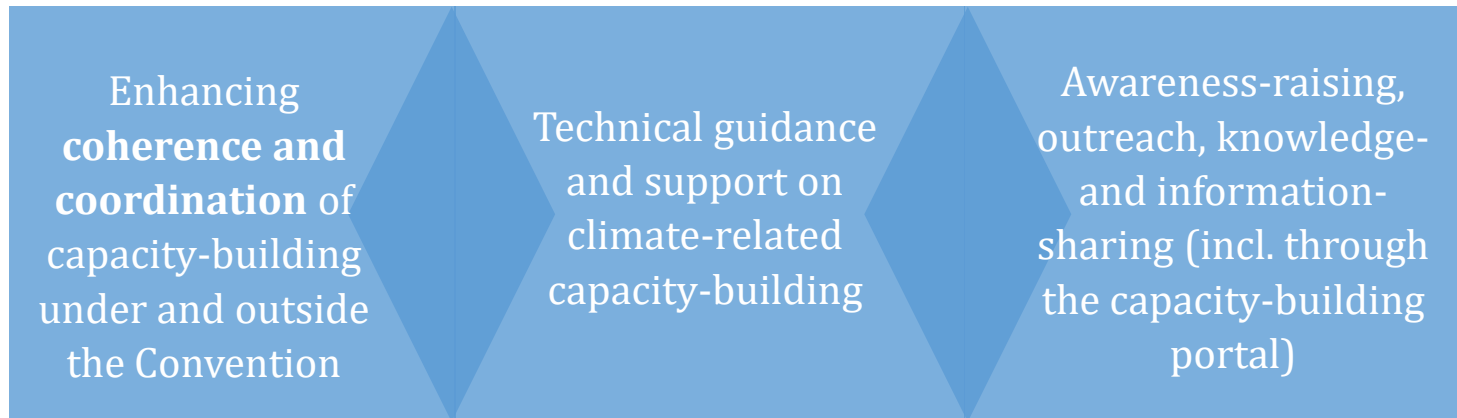 Enhancing
coherence and
coordination of
capacity-building
under and outside
the Convention
Technical guidance
and support on
climate-related
capacity-building
Awareness-raising,
outreach, knowledge-
and information-
sharing (incl. through
the capacity-building
portal)